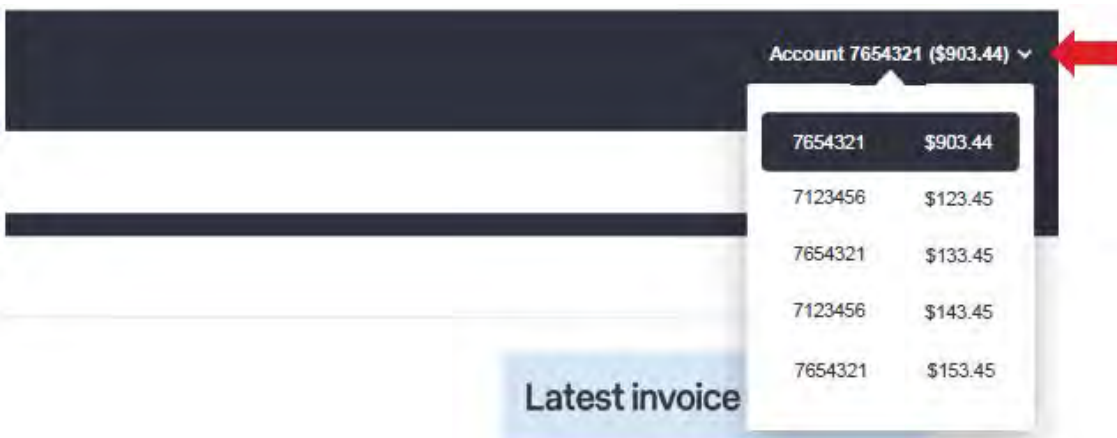 Account 7654321 ($903.44)
7654321 $903.44
7123456 $123.45
7654321 $133.45
7123456 $143.45
7654321 $153.45
Latest invoice